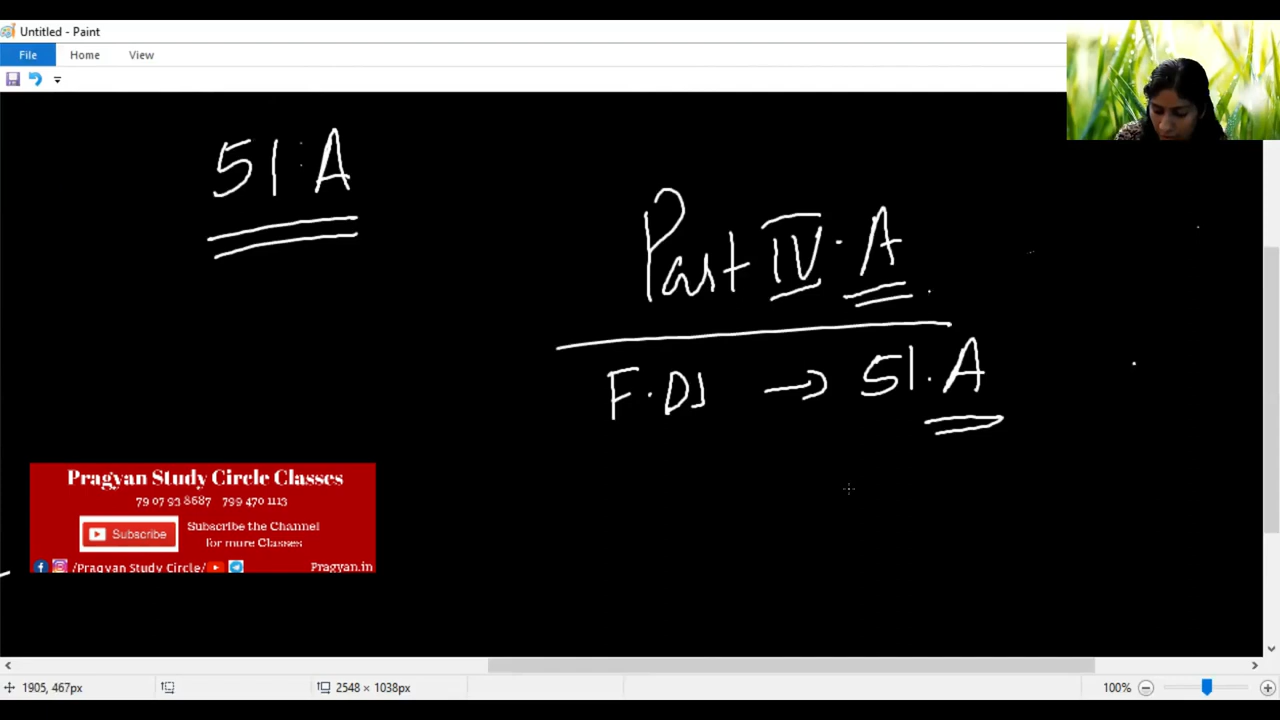 Untitled - Paint
File Home View
51.A
Part IV.A
F.Ds → 51.A
Pragyan Study Circle Classes
79 07 93 8687 799 470 1113
Subscribe
Subscribe the Channel
for more Classes
/Pragyan Study Circle/
Pragyan.in
1905, 467px
2548 × 1038px
100%